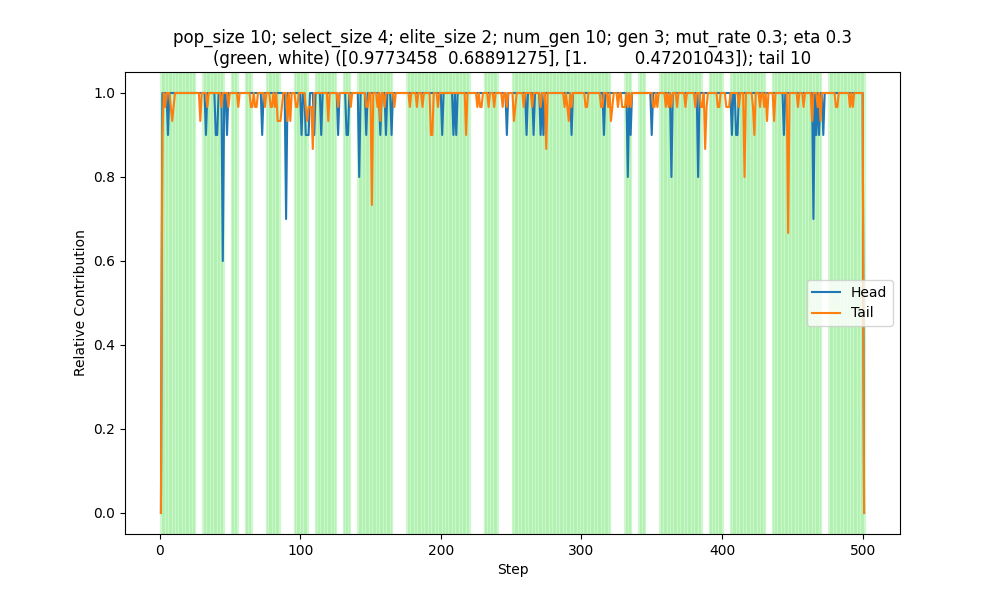 pop_size 10; select_size 4; elite_size 2; num_gen 10; gen 3; mut_rate 0.3; eta 0.3
(green, white) ([0.9773458  0.68891275], [1.         0.47201043]); tail 10
1.0
0.8
0.6
0.4
0.2
0.0
Relative Contribution
Head
Tail
0
100
200
300
400
500
Step